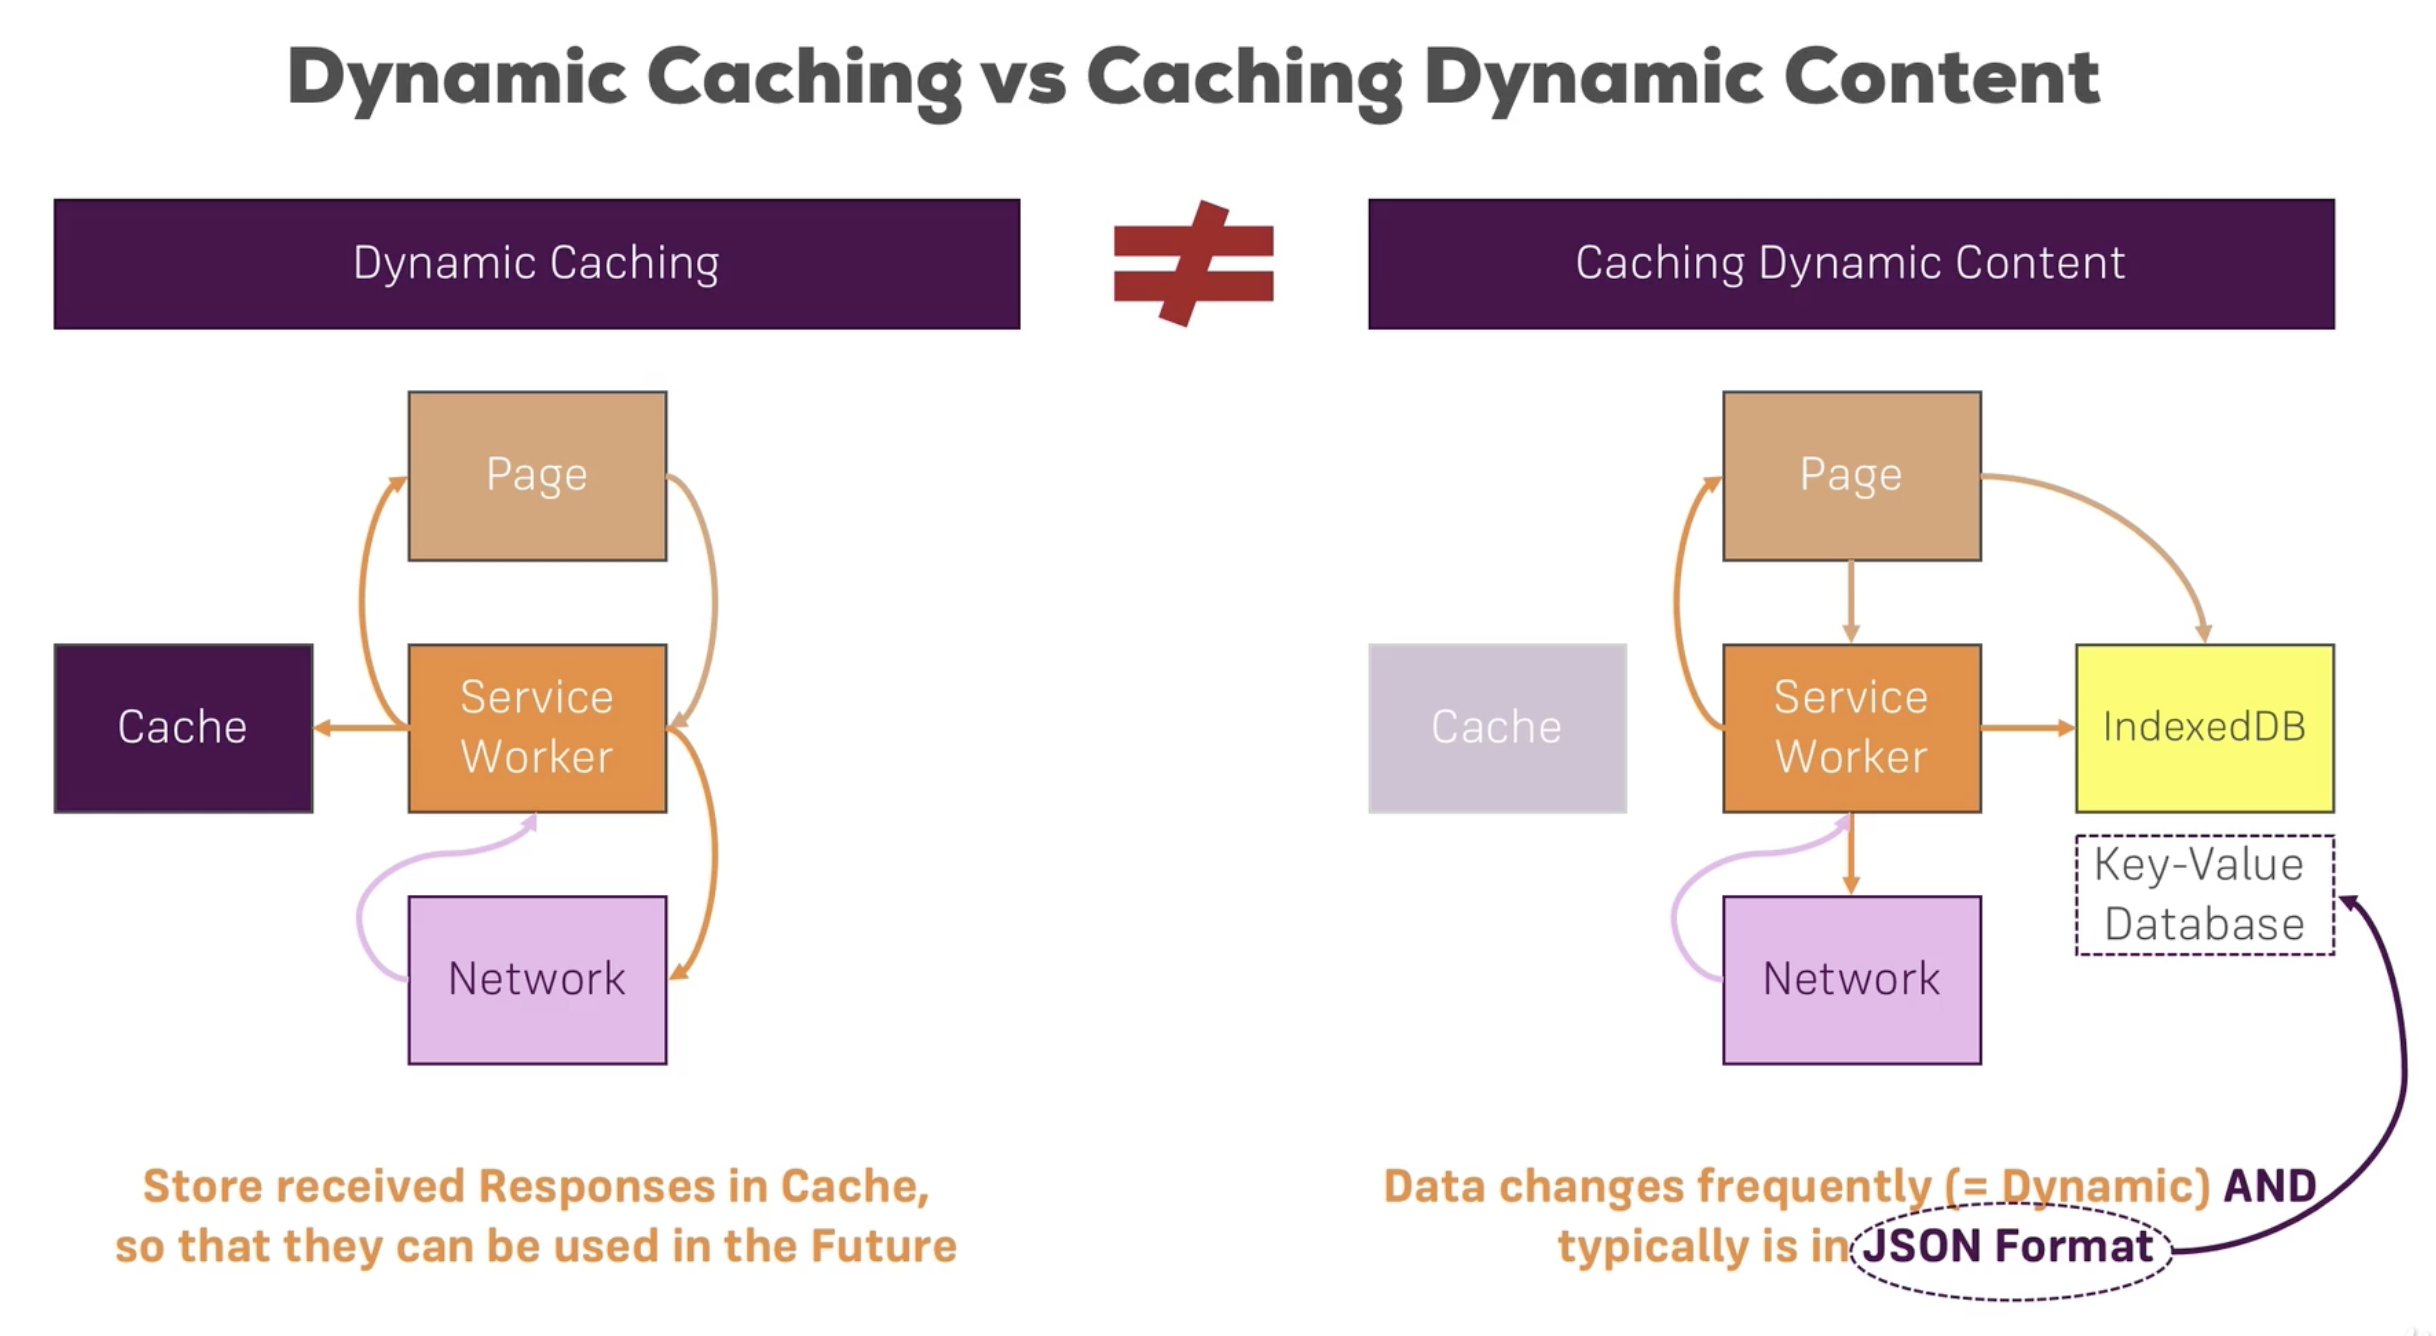 Dynamic Caching vs Caching Dynamic Content
Dynamic Caching
Page
Cache
Service
Worker
Network
Store received Responses in Cache,
so that they can be used in the Future
Caching Dynamic Content
Page
Cache
Service
Worker
IndexedDB
Key-Value
Database
Network
Data changes frequently (= Dynamic) AND
typically is in JSON Format